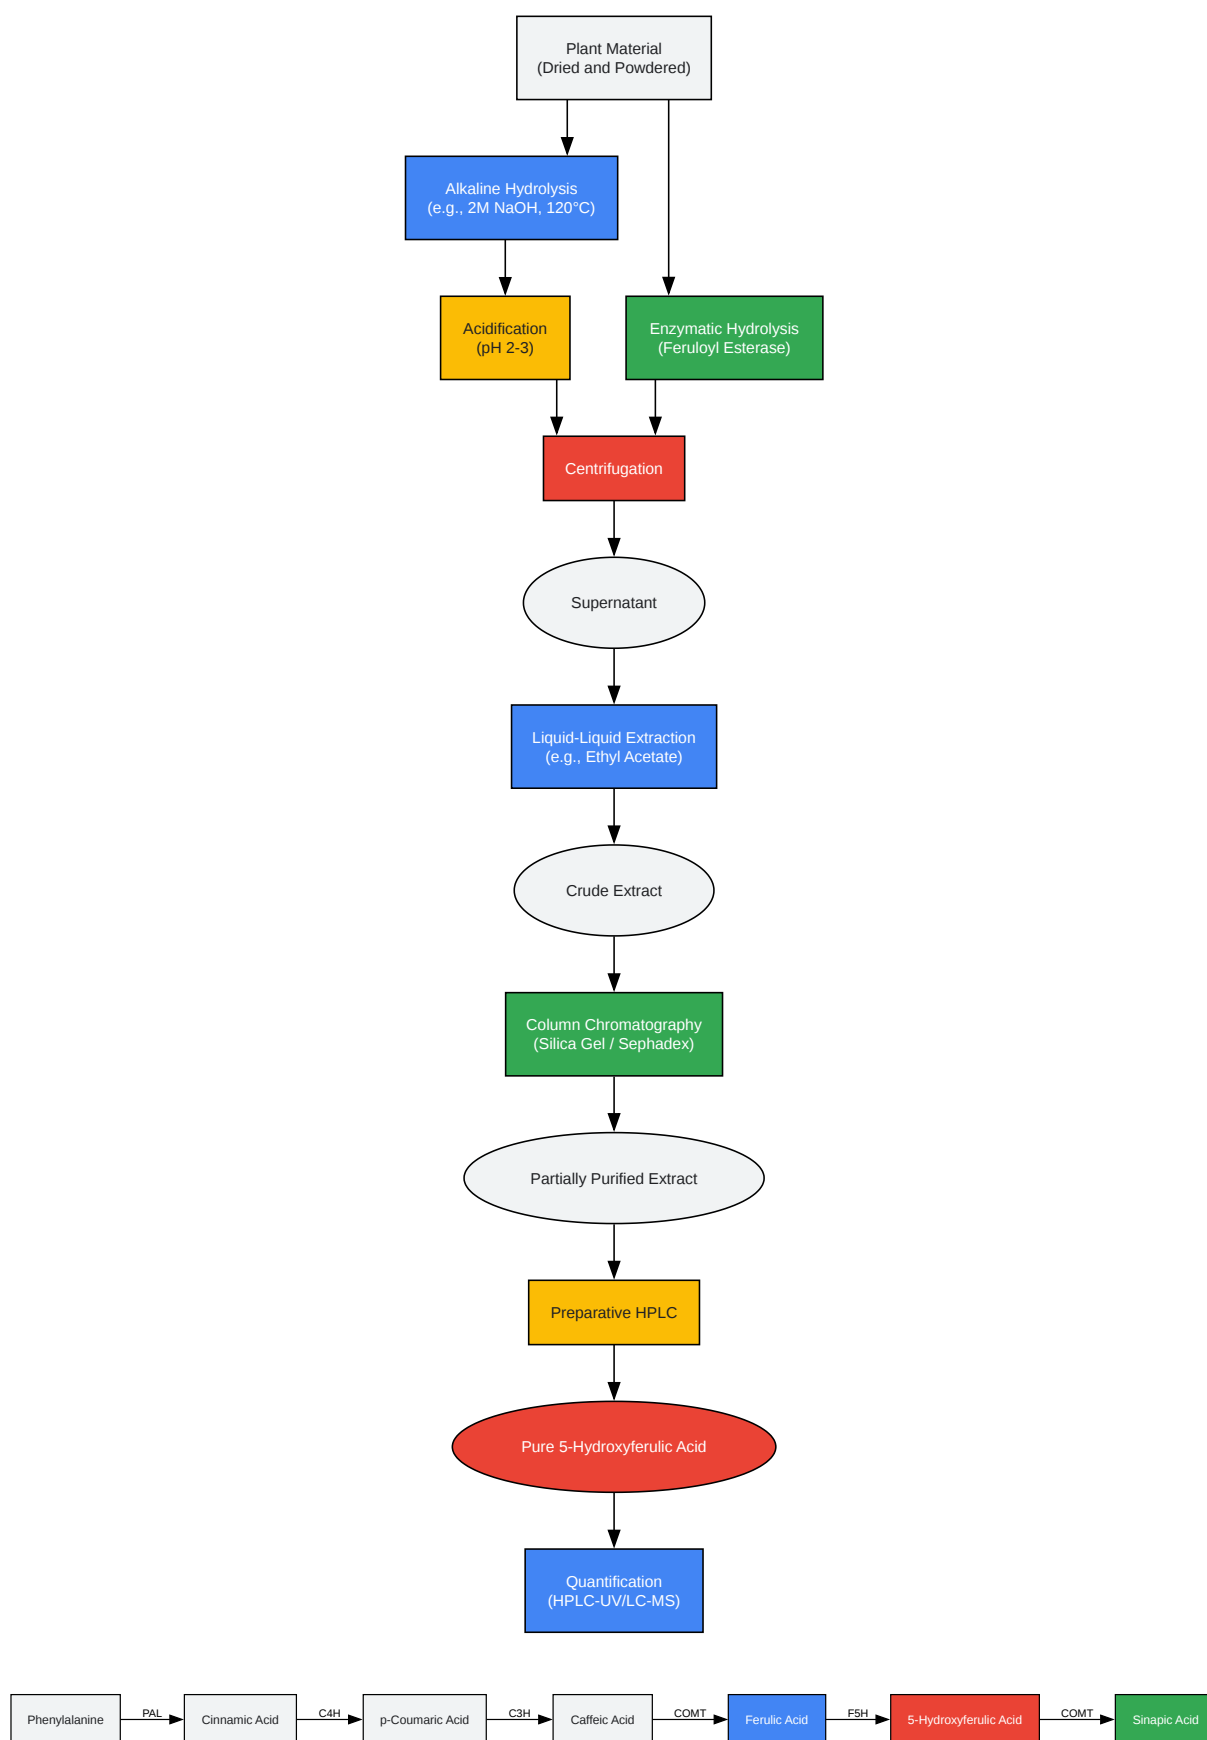 Plant Material
(Dried and Powdered)
Alkaline Hydrolysis
(e.g., 2M NaOH, 120°C)
Acidification
(pH 2-3)
Enzymatic Hydrolysis
(Feruloyl Esterase)
Centrifugation
Supernatant
Liquid-Liquid Extraction
(e.g., Ethyl Acetate)
Crude Extract
Column Chromatography
(Silica Gel / Sephadex)
Partially Purified Extract
Preparative HPLC
Pure 5-Hydroxyferulic Acid
Quantification
(HPLC-UV/LC-MS)
Phenylalanine
PAL
Cinnamic Acid
C4H
p-Coumaric Acid
C3H
Caffeic Acid
COMT
Ferulic Acid
F5H
5-Hydroxyferulic Acid
COMT
Sinapic Acid